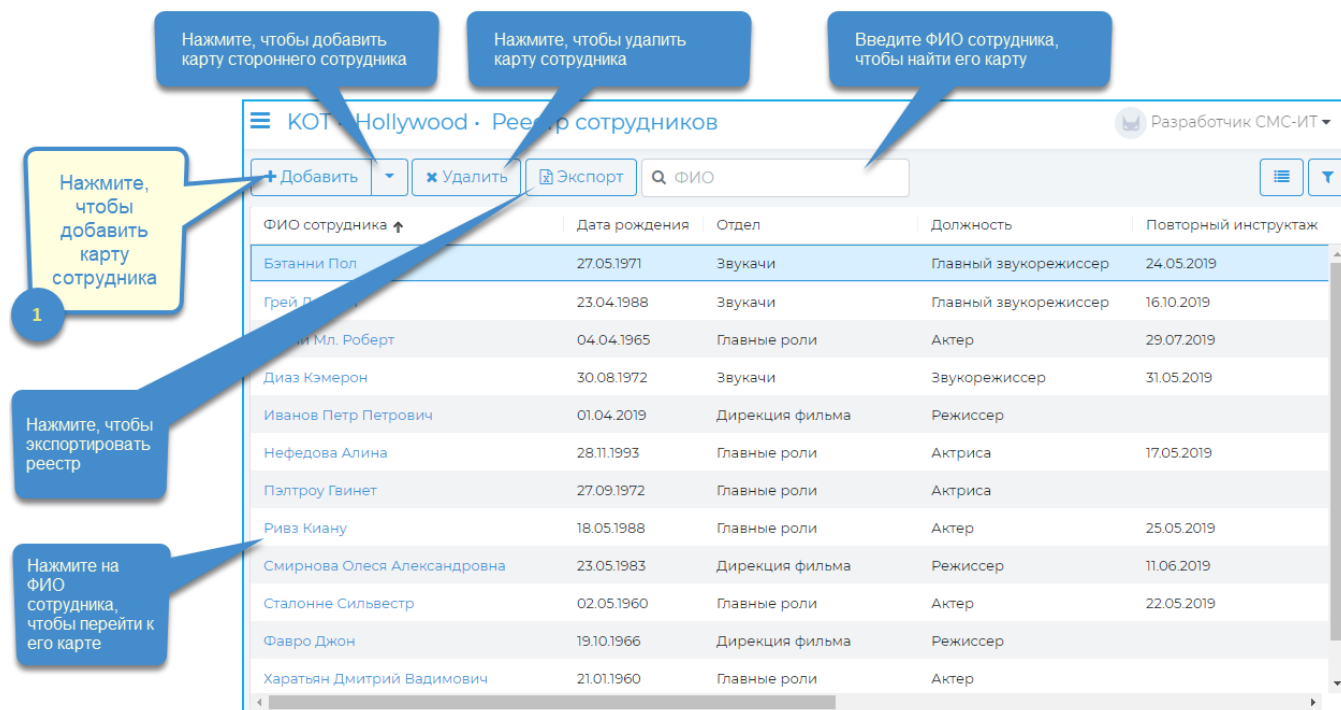 Нажмите, чтобы добавить
карту стороннего сотрудника
Нажмите, чтобы удалить
карту сотрудника
Введите ФИО сотрудника,
чтобы найти его карту
КОТ · Hollywood · Реестр сотрудников
Разработчик СМС-ИТ
Нажмите,
чтобы
добавить
карту
сотрудника
1
Добавить
Удалить
Экспорт
ФИО
ФИО сотрудника Дата рождения Отдел Должность Повторный инструктаж
Бэтанни Пол 27.05.1971 Звукачи Главный звукорежиссер 24.05.2019
Грей 23.04.1988 Звукачи Главный звукорежиссер 16.10.2019
Мл. Роберт 04.04.1965 Главные роли Актер 29.07.2019
Диаз Кэмерон 30.08.1972 Звукачи Звукорежиссер 31.05.2019
Иванов Петр Петрович 01.04.2019 Дирекция фильма Режиссер
Нефедова Алина 28.11.1993 Главные роли Актриса 17.05.2019
Пэлтроу Гвинет 27.09.1972 Главные роли Актриса
Ривз Киану 18.05.1988 Главные роли Актер 25.05.2019
Смирнова Олеся Александровна 23.05.1983 Дирекция фильма Режиссер 11.06.2019
Сталонне Сильвестр 02.05.1960 Главные роли Актер 22.05.2019
Фавро Джон 19.10.1966 Дирекция фильма Режиссер
Харатьян Дмитрий Вадимович 21.01.1960 Главные роли Актер
Нажмите, чтобы
экспортировать
реестр
Нажмите на
ФИО
сотрудника,
чтобы перейти к
его карте